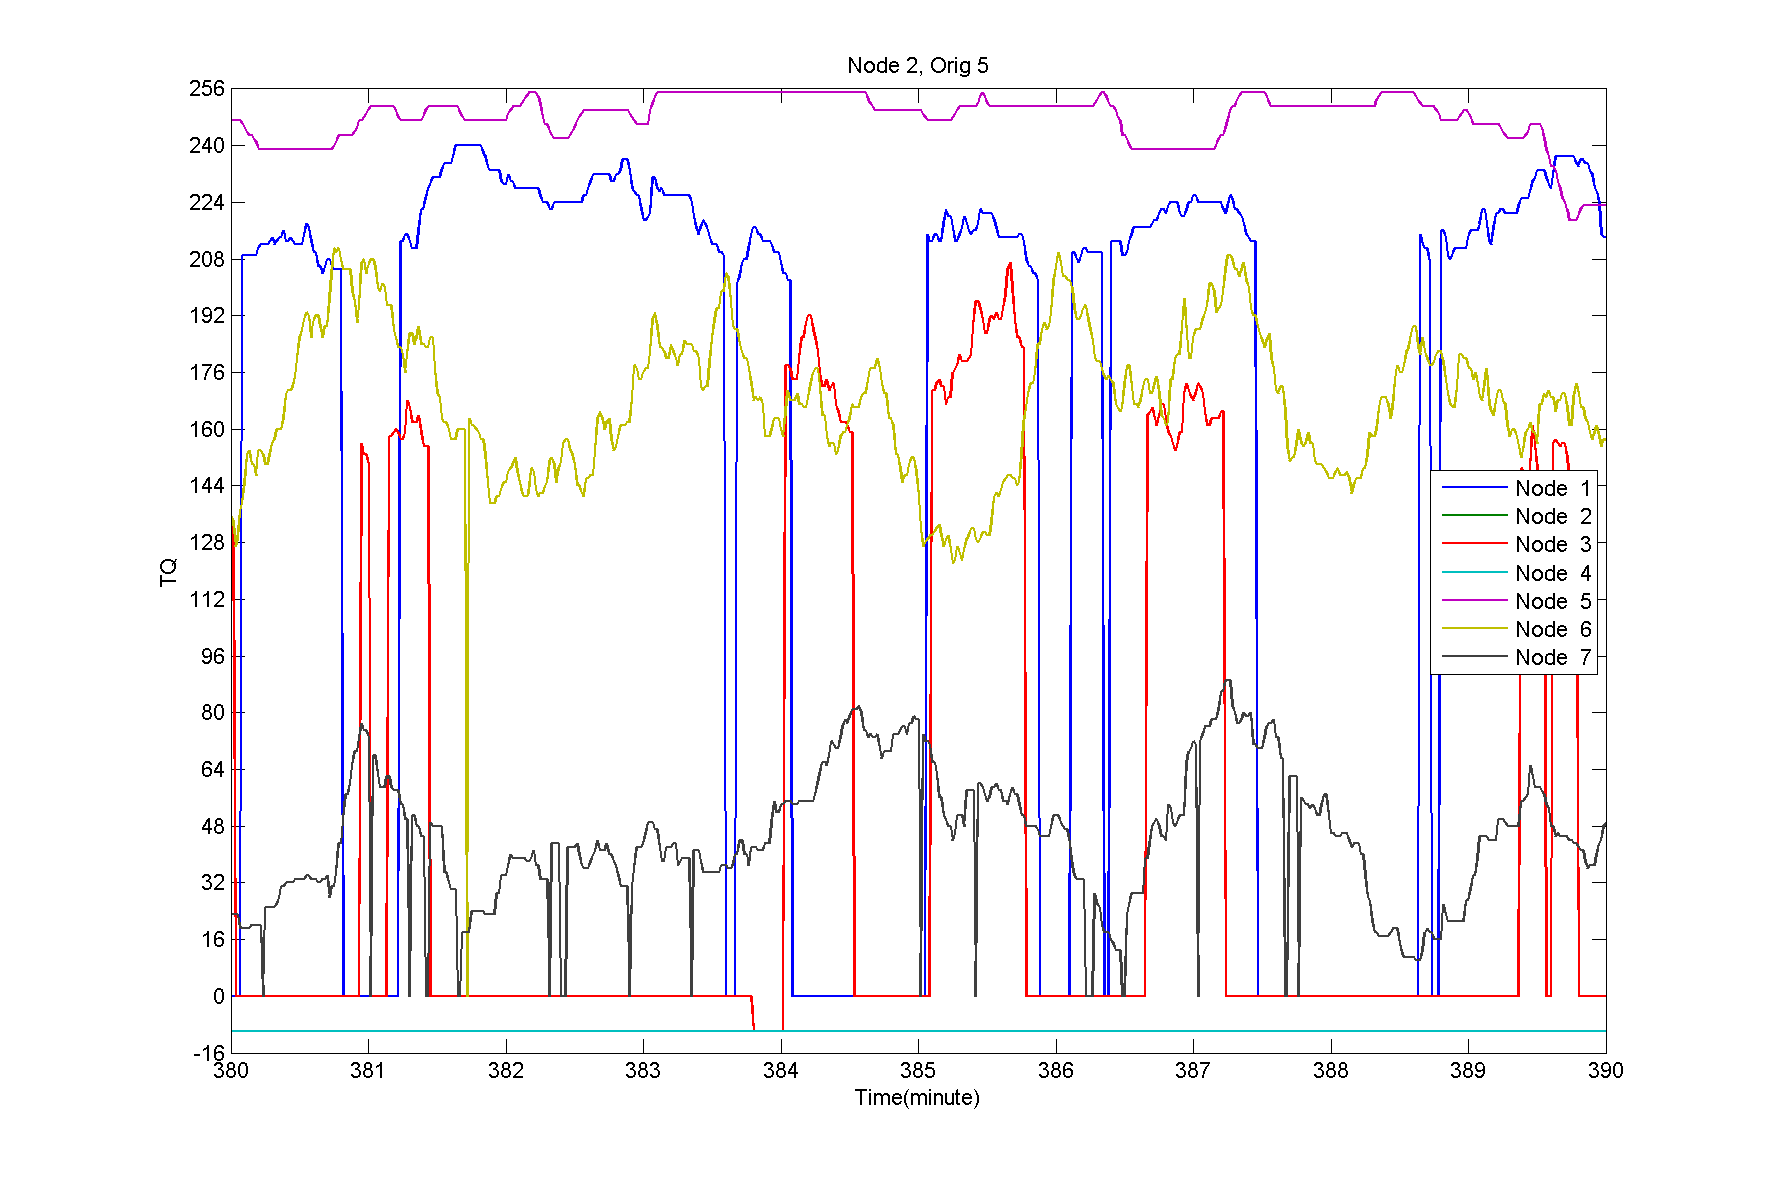 Node 2, Orig 5
256
240
224
208
192
176
160
144
128
112
96
80
64
48
32
16
0
-16
TQ
Node 1
Node 2
Node 3
Node 4
Node 5
Node 6
Node 7
380 381 382 383 384 385 386 387 388 389 390
Time(minute)